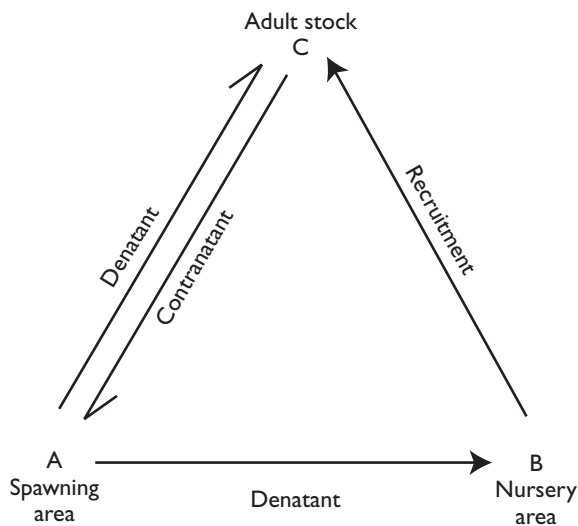 Adult stock
C
Denatant
Contranatant
Recruitment
A
Spawning
area
Denatant
B
Nursery
area